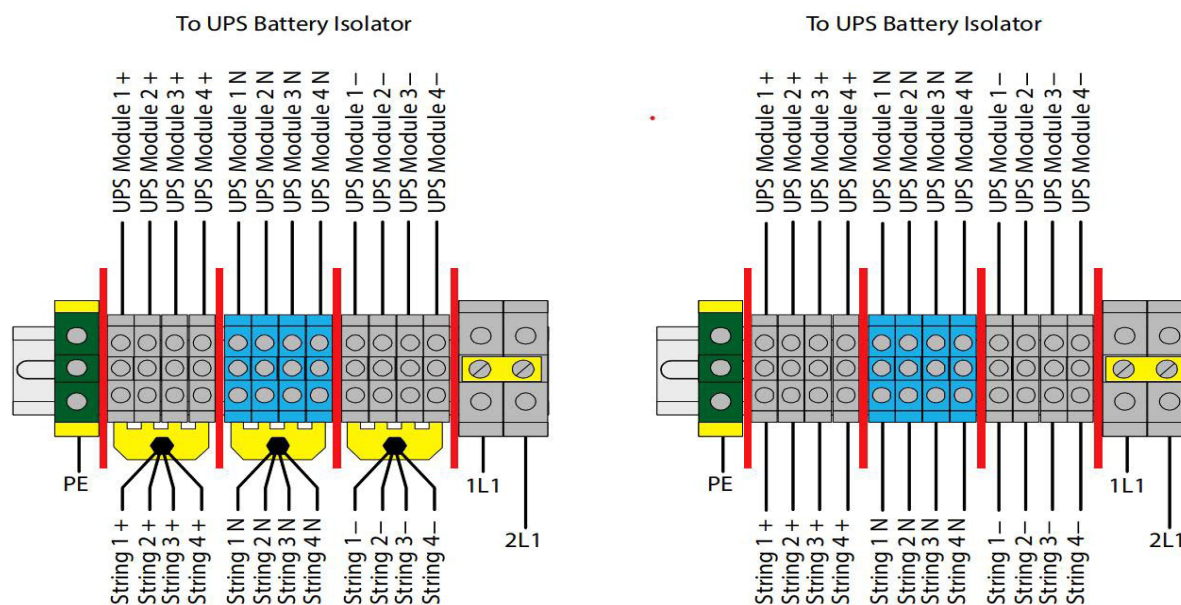 To UPS Battery Isolator
UPS Module 1 +
UPS Module 2 +
UPS Module 3 +
UPS Module 4 +
UPS Module 1 N
UPS Module 2 N
UPS Module 3 N
UPS Module 4 N
UPS Module 1 –
UPS Module 2 –
UPS Module 3 –
UPS Module 4 –
PE
1L1
2L1
String 1 +
String 2 +
String 3 +
String 4 +
String 1 N
String 2 N
String 3 N
String 4 N
String 1 –
String 2 –
String 3 –
String 4 –
To UPS Battery Isolator
UPS Module 1 +
UPS Module 2 +
UPS Module 3 +
UPS Module 4 +
UPS Module 1 N
UPS Module 2 N
UPS Module 3 N
UPS Module 4 N
UPS Module 1 –
UPS Module 2 –
UPS Module 3 –
UPS Module 4 –
PE
1L1
2L1
String 1 +
String 2 +
String 3 +
String 4 +
String 1 N
String 2 N
String 3 N
String 4 N
String 1 –
String 2 –
String 3 –
String 4 –